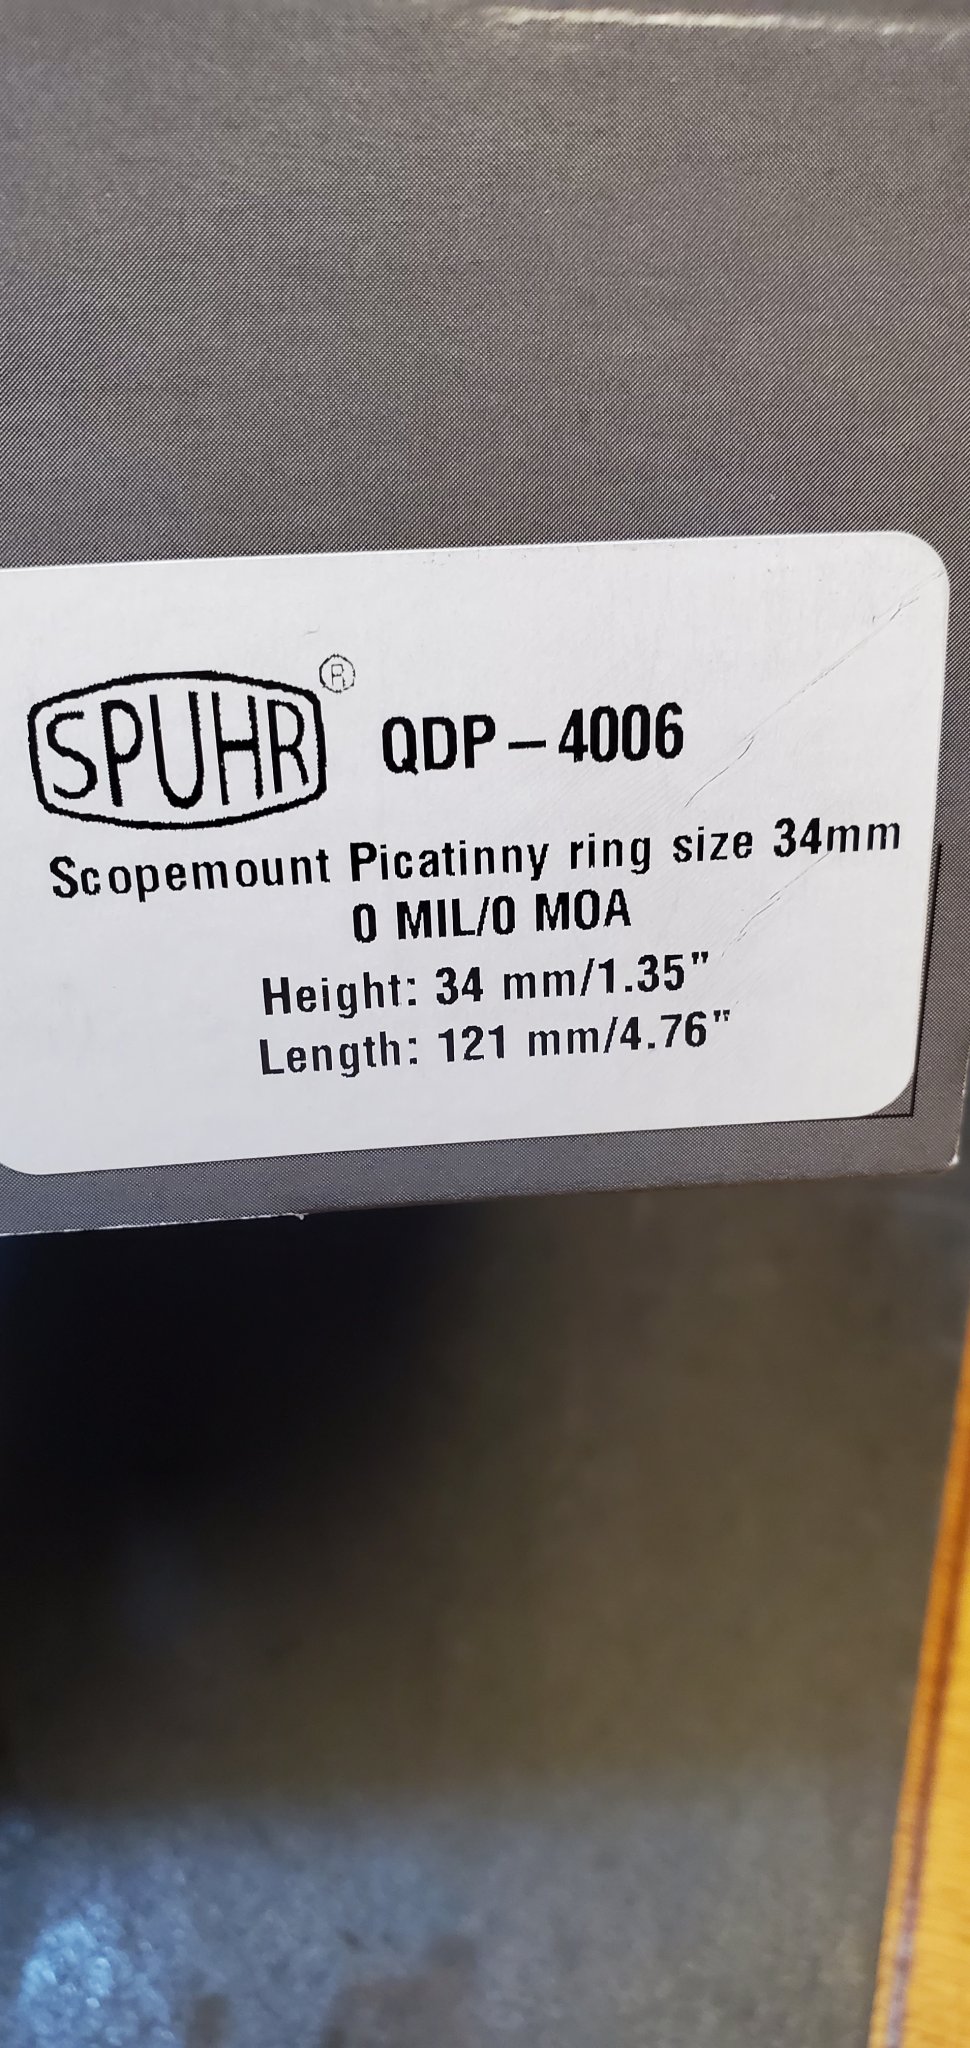 SPUHR® QDP-4006
Scopemount Picatinny ring size 34mm
0 MIL/0 MOA
Height: 34 mm/1.35"
Length: 121 mm/4.76"